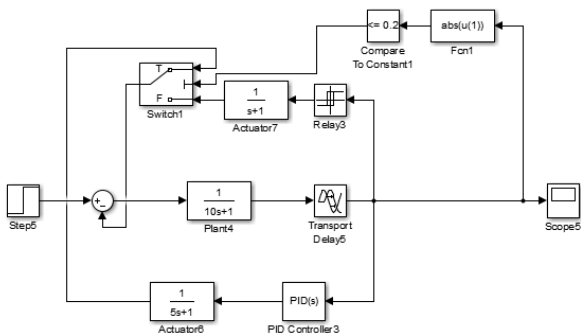 <= 0.2
Compare
To Constant1
abs(u(1))
Fcn1
T
F
Switch1
1
s+1
Actuator7
Relay3
Step5
+
−
1
10s+1
Plant4
Transport
Delay5
Scope5
1
5s+1
Actuator6
PID(s)
PID Controller3